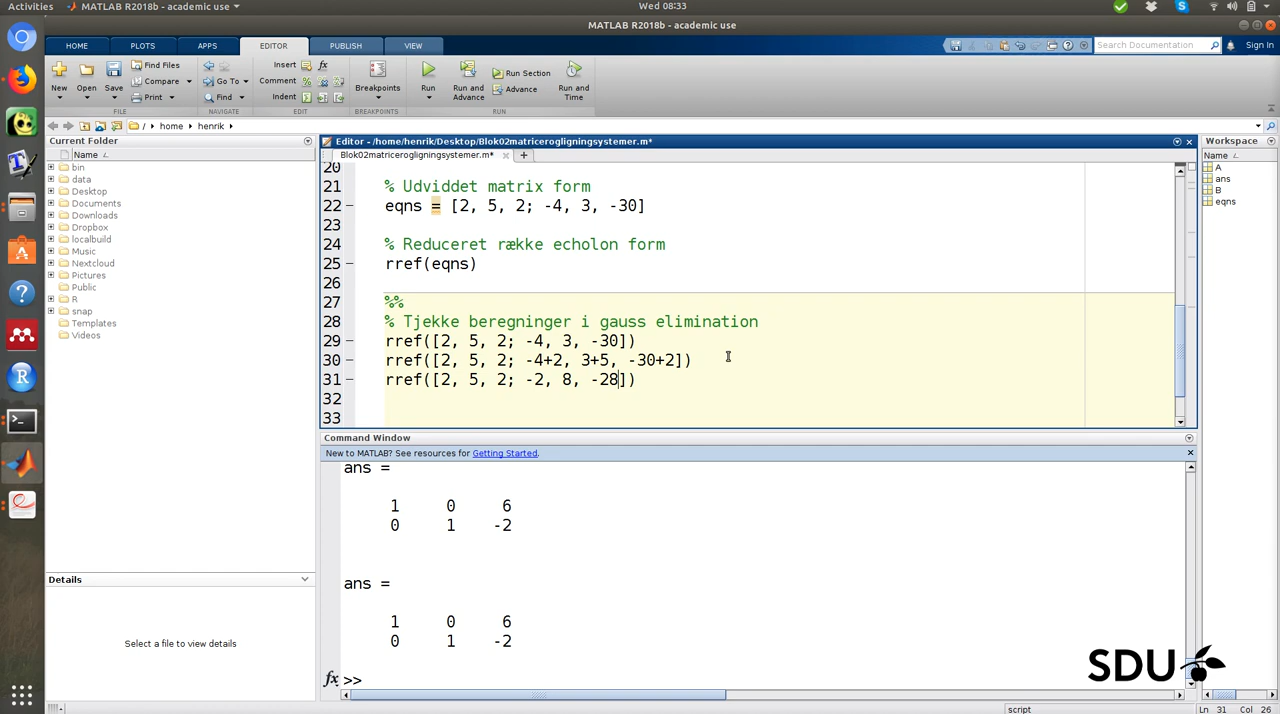 Activities
MATLAB R2018b - academic use
Wed 08:33
MATLAB R2018b - academic use
HOME PLOTS APPS EDITOR PUBLISH VIEW
Search Documentation
Sign In
New Open Save
Find Files
Compare
Print
FILE
Go To
Find
NAVIGATE
Insert
Comment
Indent
EDIT
Breakpoints
BREAKPOINTS
Run
Run and Advance
Run Section
Advance
Run and Time
RUN
/ home henrik
Current Folder
Name
bin
data
Desktop
Documents
Downloads
Dropbox
localbuild
Music
Nextcloud
Pictures
Public
R
snap
Templates
Videos
Details
Select a file to view details
Editor - /home/henrik/Desktop/Blok02matricerogligningsystemer.m*
Blok02matricerogligningsystemer.m*
20
21 % Udviddet matrix form
22 eqns = [2, 5, 2; -4, 3, -30]
23
24 % Reduceret række echolon form
25 rref(eqns)
26
27 %%
28 % Tjekke beregninger i gauss elimination
29 rref([2, 5, 2; -4, 3, -30])
30 rref([2, 5, 2; -4+2, 3+5, -30+2])
31 rref([2, 5, 2; -2, 8, -28])
32
33
Command Window
New to MATLAB? See resources for Getting Started.
ans =
1 0 6
0 1 -2
ans =
1 0 6
0 1 -2
fx >>
Workspace
Name
A
ans
B
eqns
SDU
script
Ln 31 Col 26